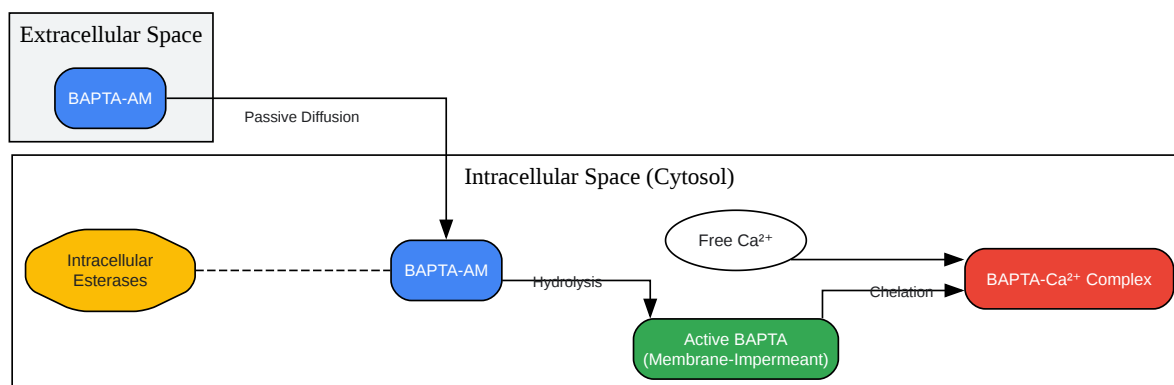 Extracellular Space
BAPTA-AM
Passive Diffusion
Intracellular Space (Cytosol)
Intracellular
Esterases
BAPTA-AM
Hydrolysis
Free Ca²⁺
Active BAPTA
(Membrane-Impermeant)
Chelation
BAPTA-Ca²⁺ Complex